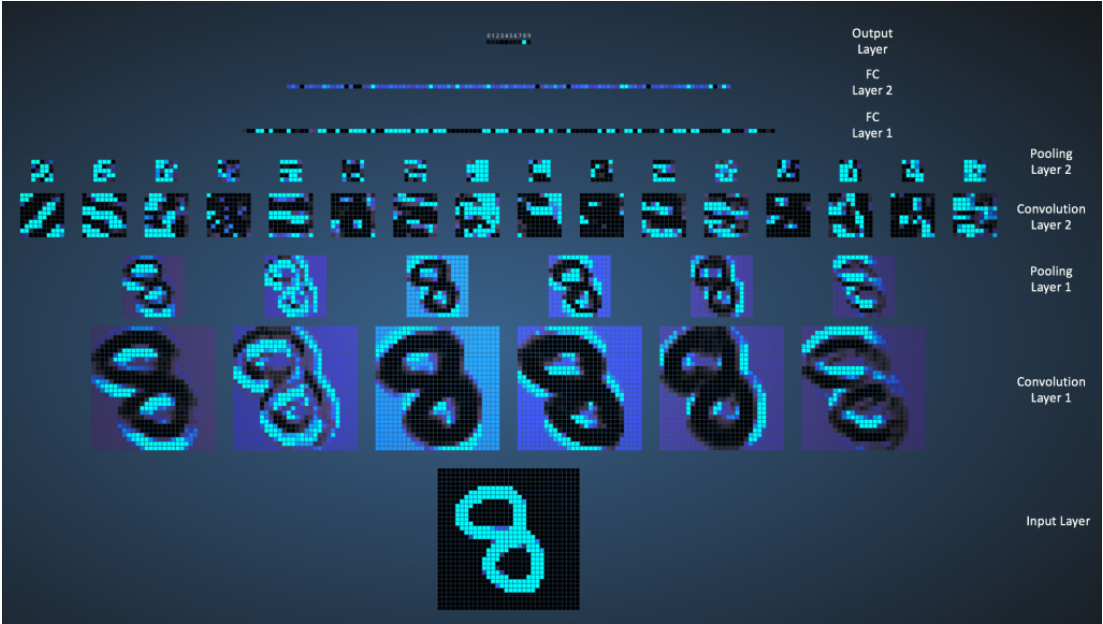 0123456789
Output
Layer
FC
Layer 2
FC
Layer 1
Pooling
Layer 2
Convolution
Layer 2
Pooling
Layer 1
Convolution
Layer 1
Input Layer